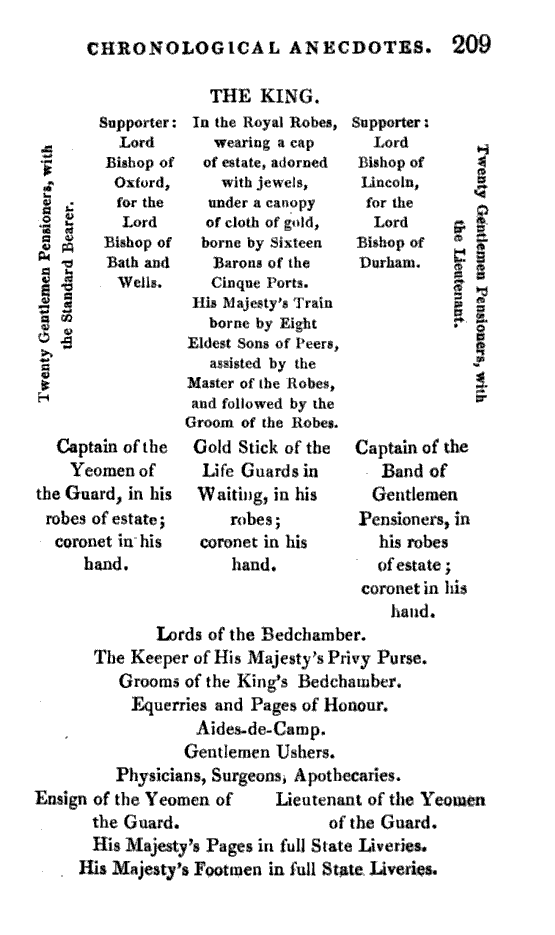 CHRONOLOGICAL ANECDOTES. 209
THE KING.
Twenty Gentlemen Pensioners, with
the Standard Bearer.
Supporter:
Lord
Bishop of
Oxford,
for the
Lord
Bishop of
Bath and
Wells.
In the Royal Robes,
wearing a cap
of estate, adorned
with jewels,
under a canopy
of cloth of gold,
borne by Sixteen
Barons of the
Cinque Ports.
His Majesty's Train
borne by Eight
Eldest Sons of Peers,
assisted by the
Master of the Robes,
and followed by the
Groom of the Robes.
Supporter:
Lord
Bishop of
Lincoln,
for the
Lord
Bishop of
Durham.
Twenty Gentlemen Pensioners, with
the Lieutenant.
Captain of the
Yeomen of
the Guard, in his
robes of estate;
coronet in his
hand.
Gold Stick of the
Life Guards in
Waiting, in his
robes;
coronet in his
hand.
Captain of the
Band of
Gentlemen
Pensioners, in
his robes
of estate;
coronet in his
hand.
Lords of the Bedchamber.
The Keeper of His Majesty's Privy Purse.
Grooms of the King's Bedchamber.
Equerries and Pages of Honour.
Aides-de-Camp.
Gentlemen Ushers.
Physicians, Surgeons, Apothecaries.
Ensign of the Yeomen of
the Guard.
Lieutenant of the Yeomen
of the Guard.
His Majesty's Pages in full State Liveries.
His Majesty's Footmen in full State Liveries.